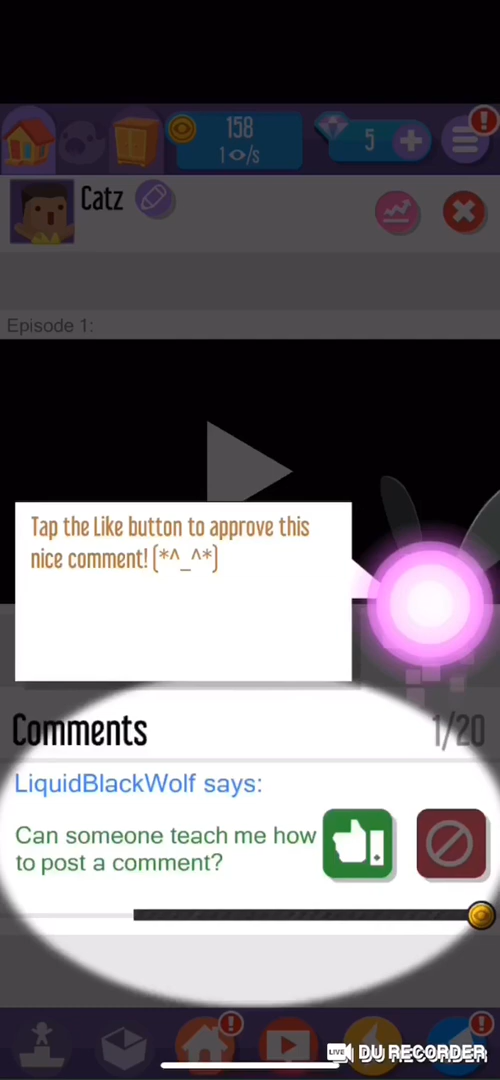 158
1 /s
5
!
Catz
Episode 1:
Tap the Like button to approve this
nice comment! (*^_^*)
Comments
1/20
LiquidBlackWolf says:
Can someone teach me how
to post a comment?
!
!
LIVE
DU RECORDER